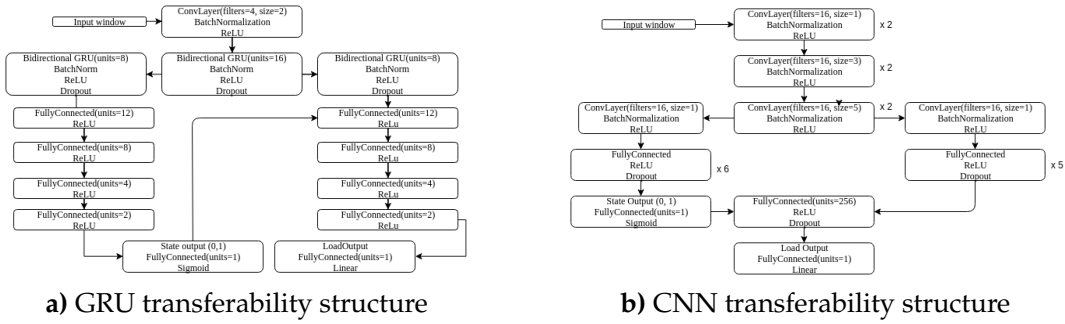 Input window
ConvLayer(filters=4, size=2)
BatchNormalization
ReLU
Bidirectional GRU(units=8)
BatchNorm
ReLU
Dropout
Bidirectional GRU(units=16)
BatchNorm
ReLU
Dropout
Bidirectional GRU(units=8)
BatchNorm
ReLU
Dropout
FullyConnected(units=12)
ReLU
FullyConnected(units=8)
ReLU
FullyConnected(units=4)
ReLU
FullyConnected(units=2)
ReLU
FullyConnected(units=12)
ReLu
FullyConnected(units=8)
ReLu
FullyConnected(units=4)
ReLu
FullyConnected(units=2)
ReLu
State output (0,1)
FullyConnected(units=1)
Sigmoid
LoadOutput
FullyConnected(units=1)
Linear
a) GRU transferability structure
Input window
ConvLayer(filters=16, size=1)
BatchNormalization
ReLU
x 2
ConvLayer(filters=16, size=3)
BatchNormalization
ReLU
x 2
ConvLayer(filters=16, size=1)
BatchNormalization
ReLU
ConvLayer(filters=16, size=5)
BatchNormalization
ReLU
x 2
ConvLayer(filters=16, size=1)
BatchNormalization
ReLU
FullyConnected
ReLU
Dropout
x 6
FullyConnected
ReLU
Dropout
x 5
State Output (0, 1)
FullyConnected(units=1)
Sigmoid
FullyConnected(units=256)
ReLU
Dropout
Load Output
FullyConnected(units=1)
Linear
b) CNN transferability structure